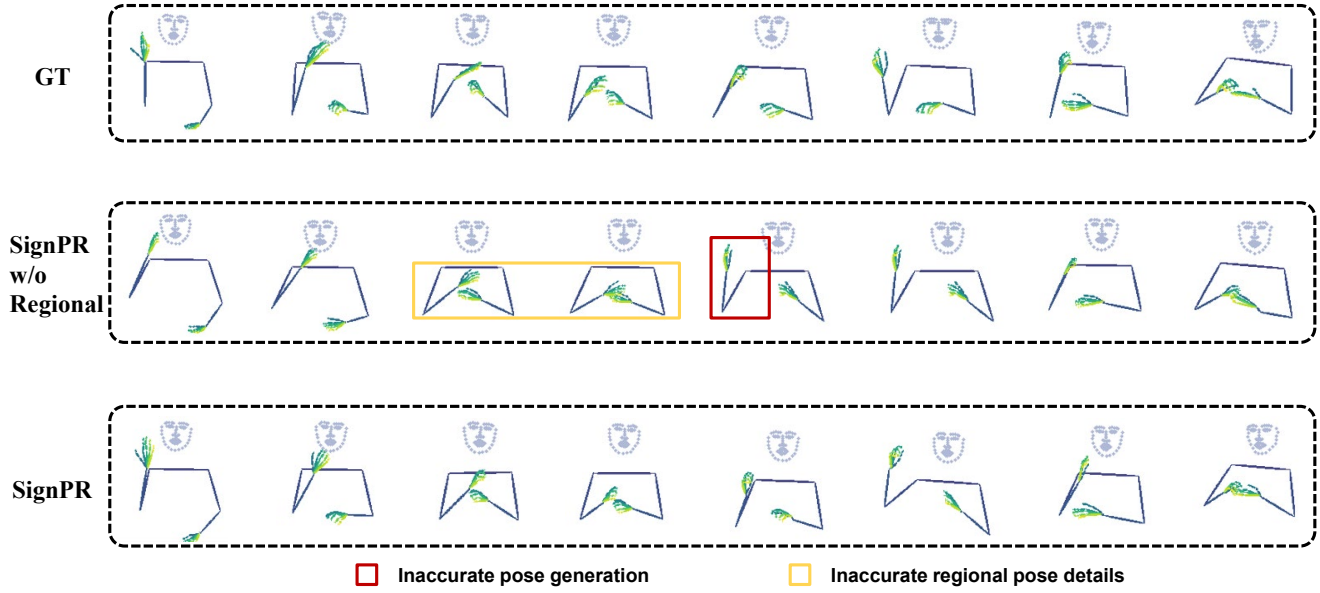 GT
SignPR
w/o
Regional
SignPR
Inaccurate pose generation
Inaccurate regional pose details